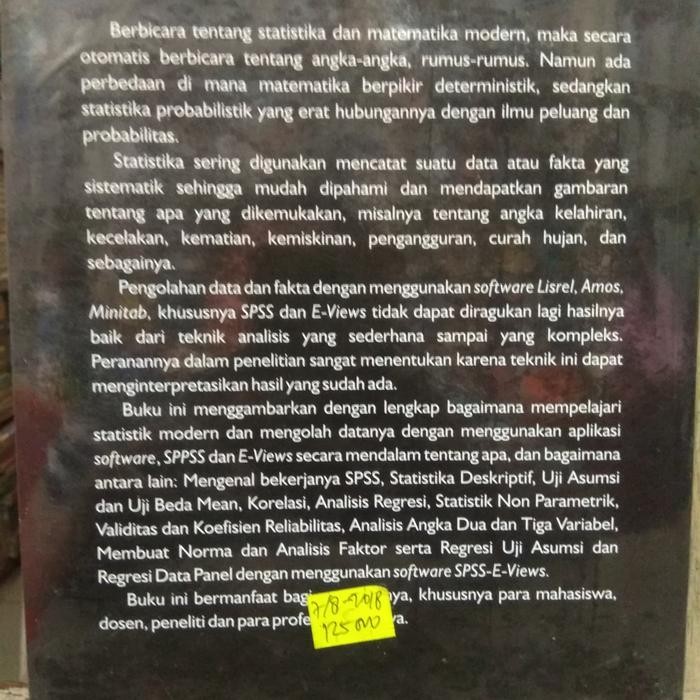 Berbicara tentang statistika dan matematika modern, maka secara
otomatis berbicara tentang angka-angka, rumus-rumus. Namun ada
perbedaan di mana matematika berpikir deterministik, sedangkan
statistika probabilistik yang erat hubungannya dengan ilmu peluang dan
probabilitas.
Statistika sering digunakan mencatat suatu data atau fakta yang
sistematik sehingga mudah dipahami dan mendapatkan gambaran
tentang apa yang dikemukakan, misalnya tentang angka kelahiran,
kecelakan, kematian, kemiskinan, pengangguran, curah hujan, dan
sebagainya.
Pengolahan data dan fakta dengan menggunakan software Lisrel, Amos,
Minitab, khususnya SPSS dan E-Views tidak dapat diragukan lagi hasilnya
baik dari teknik analisis yang sederhana sampai yang kompleks.
Peranannya dalam penelitian sangat menentukan karena teknik ini dapat
menginterpretasikan hasil yang sudah ada.
Buku ini menggambarkan dengan lengkap bagaimana mempelajari
statistik modern dan mengolah datanya dengan menggunakan aplikasi
software, SPPSS dan E-Views secara mendalam tentang apa, dan bagaimana
antara lain: Mengenal bekerjanya SPSS, Statistika Deskriptif, Uji Asumsi
dan Uji Beda Mean, Korelasi, Analisis Regresi, Statistik Non Parametrik,
Validitas dan Koefisien Reliabilitas, Analisis Angka Dua dan Tiga Variabel,
Membuat Norma dan Analisis Faktor serta Regresi Uji Asumsi dan
Regresi Data Panel dengan menggunakan software SPSS-E-Views.
Buku ini bermanfaat bag ya, khususnya para mahasiswa,
dosen, peneliti dan para profe a.
7/8-2018
125000